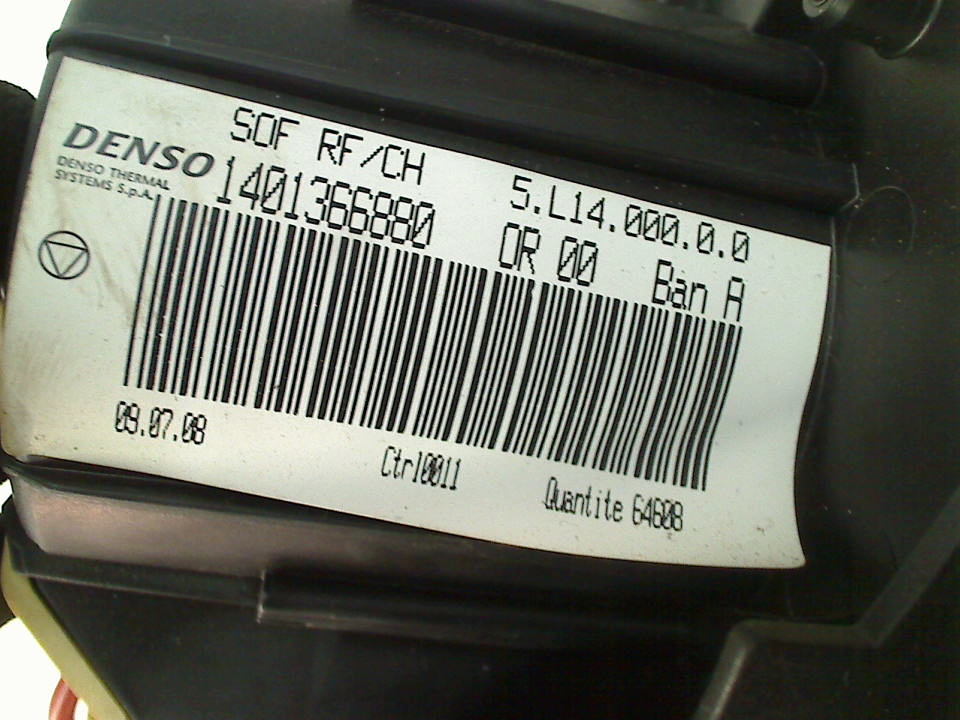 DENSO
DENSO THERMAL
SYSTEMS S.p.A.
SOF RF/CH
5.L14.000.0.0
1401366880
OR 00
Ban A
09.07.08
Ctrl0011
Quantite 64608